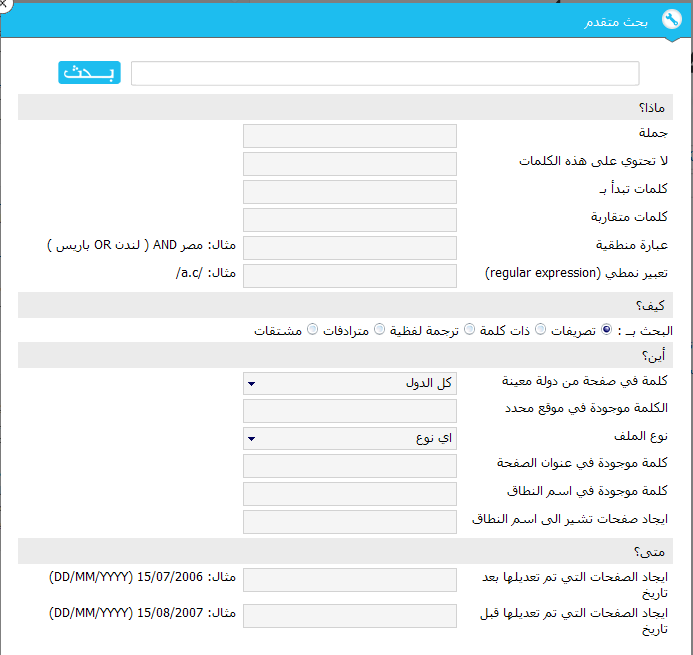 بحث متقدم
بـــحث
ماذا؟
جملة
لا تحتوي على هذه الكلمات
كلمات تبدأ بـ
كلمات متقاربة
عبارة منطقية مثال: مصر AND ( لندن OR باريس )
تعبير نمطي (regular expression) مثال: /a.c/
كيف؟
البحث بــ : تصريفات ذات كلمة ترجمة لفظية مترادفات مشتقات
أين؟
كلمة في صفحة من دولة معينة كل الدول
الكلمة موجودة في موقع محدد
نوع الملف اي نوع
كلمة موجودة في عنوان الصفحة
كلمة موجودة في اسم النطاق
ايجاد صفحات تشير الى اسم النطاق
متى؟
ايجاد الصفحات التي تم تعديلها بعد مثال: 15/07/2006 (DD/MM/YYYY)
تاريخ
ايجاد الصفحات التي تم تعديلها قبل مثال: 15/08/2007 (DD/MM/YYYY)
تاريخ